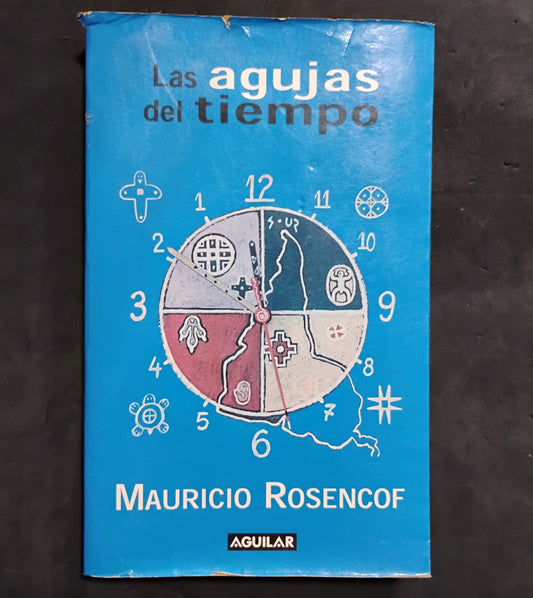 Las agujas
del tiempo
12
1
11
S•UR
2
10
3
9
4
8
5
7
6
MAURICIO ROSENCOF
AGUILAR